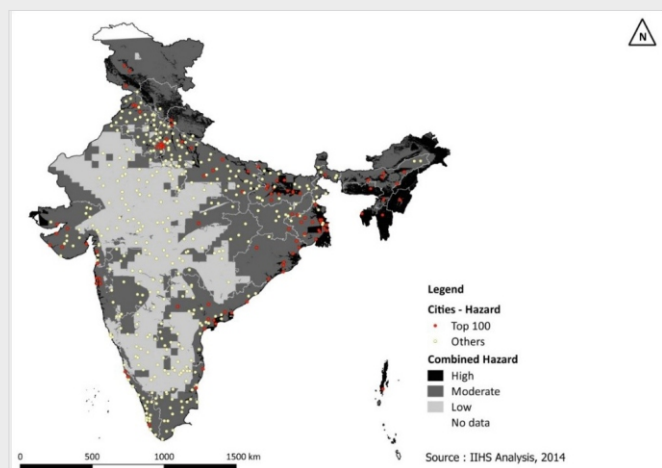 N
Legend
Cities - Hazard
Top 100
Others
Combined Hazard
High
Moderate
Low
No data
0 500 1000 1500 km
Source : IIHS Analysis, 2014